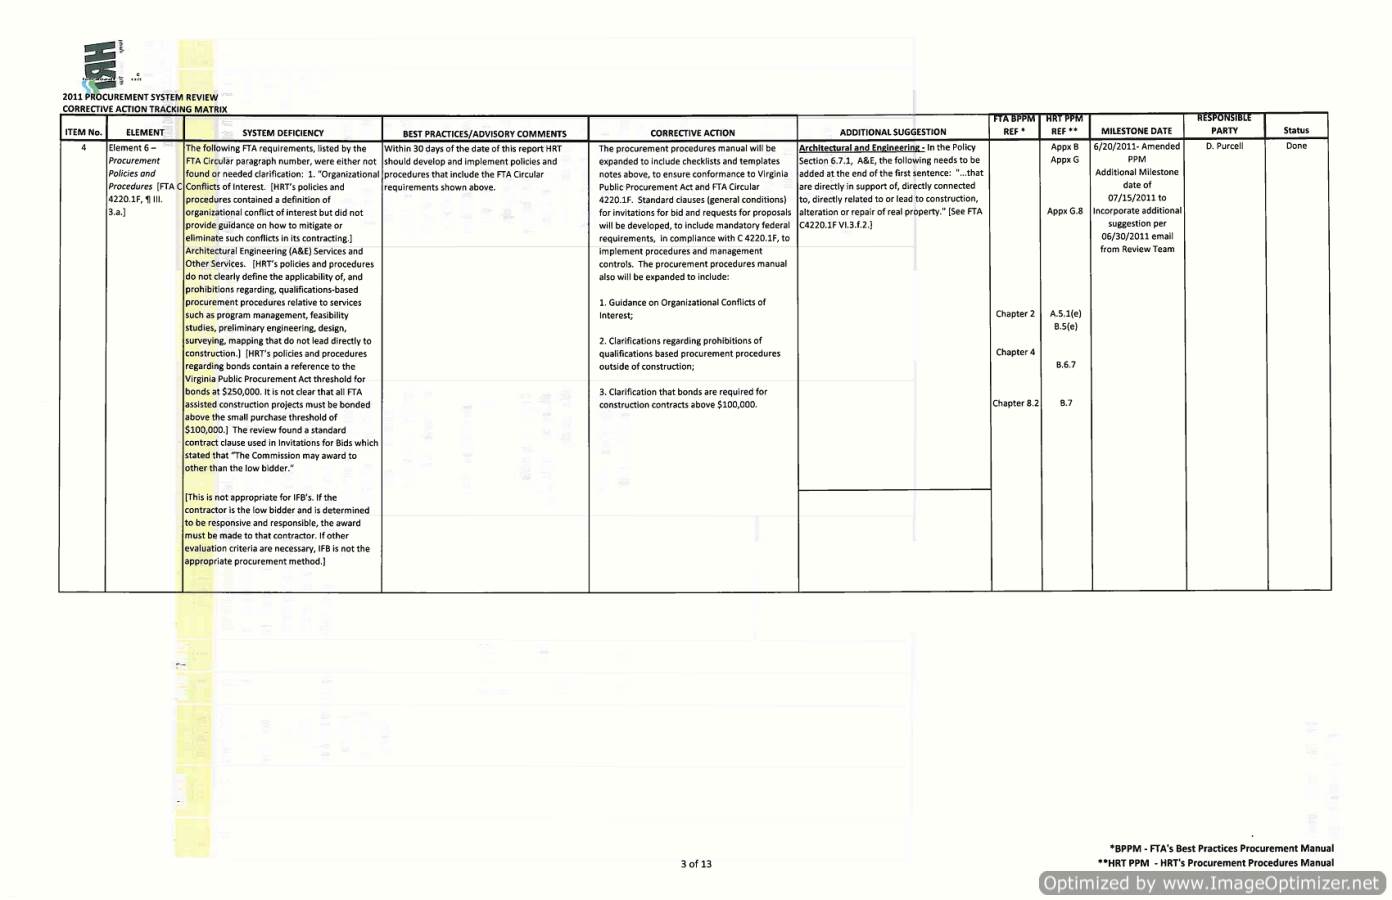 HRT
2011 PROCUREMENT SYSTEM REVIEW
CORRECTIVE ACTION TRACKING MATRIX
ITEM No.
ELEMENT
SYSTEM DEFICIENCY
BEST PRACTICES/ADVISORY COMMENTS
CORRECTIVE ACTION
ADDITIONAL SUGGESTION
FTA BPPM
REF *
HRT PPM
REF **
MILESTONE DATE
RESPONSIBLE
PARTY
Status
4
Element 6 –
Procurement
Policies and
Procedures [FTA C
4220.1F, ¶ III.
3.a.]
The following FTA requirements, listed by the
FTA Circular paragraph number, were either not
found or needed clarification: 1. "Organizational
Conflicts of Interest. [HRT's policies and
procedures contained a definition of
organizational conflict of interest but did not
provide guidance on how to mitigate or
eliminate such conflicts in its contracting.]
Architectural Engineering (A&E) Services and
Other Services. [HRT's policies and procedures
do not clearly define the applicability of, and
prohibitions regarding, qualifications-based
procurement procedures relative to services
such as program management, feasibility
studies, preliminary engineering, design,
surveying, mapping that do not lead directly to
construction.] [HRT's policies and procedures
regarding bonds contain a reference to the
Virginia Public Procurement Act threshold for
bonds at $250,000. It is not clear that all FTA
assisted construction projects must be bonded
above the small purchase threshold of
$100,000.] The review found a standard
contract clause used in Invitations for Bids which
stated that "The Commission may award to
other than the low bidder."
[This is not appropriate for IFB's. If the
contractor is the low bidder and is determined
to be responsive and responsible, the award
must be made to that contractor. If other
evaluation criteria are necessary, IFB is not the
appropriate procurement method.]
Within 30 days of the date of this report HRT
should develop and implement policies and
procedures that include the FTA Circular
requirements shown above.
The procurement procedures manual will be
expanded to include checklists and templates
notes above, to ensure conformance to Virginia
Public Procurement Act and FTA Circular
4220.1F. Standard clauses (general conditions)
for invitations for bid and requests for proposals
will be developed, to include mandatory federal
requirements, in compliance with C 4220.1F, to
implement procedures and management
controls. The procurement procedures manual
also will be expanded to include:
1. Guidance on Organizational Conflicts of
Interest;
2. Clarifications regarding prohibitions of
qualifications based procurement procedures
outside of construction;
3. Clarification that bonds are required for
construction contracts above $100,000.
Architectural and Engineering - In the Policy
Section 6.7.1, A&E, the following needs to be
added at the end of the first sentence: "...that
are directly in support of, directly connected
to, directly related to or lead to construction,
alteration or repair of real property." [See FTA
C4220.1F VI.3.f.2.]
Chapter 2
Chapter 4
Chapter 8.2
Appx B
Appx G
Appx G.8
A.5.1(e)
B.5(e)
B.6.7
B.7
6/20/2011- Amended
PPM
Additional Milestone
date of
07/15/2011 to
Incorporate additional
suggestion per
06/30/2011 email
from Review Team
D. Purcell
Done
*BPPM - FTA's Best Practices Procurement Manual
3 of 13
**HRT PPM - HRT's Procurement Procedures Manual
Optimized by www.ImageOptimizer.net